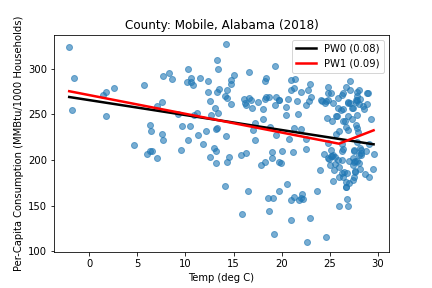 County: Mobile, Alabama (2018)
PW0 (0.08)
PW1 (0.09)
Per-Capita Consumption (MMBtu/1000 Households)
300
250
200
150
100
0
5
10
15
20
25
30
Temp (deg C)